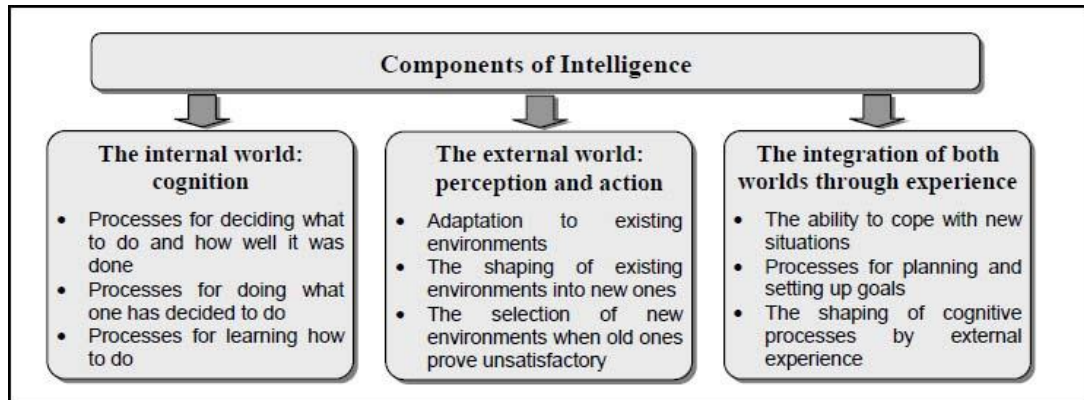 Components of Intelligence
The internal world:
cognition
• Processes for deciding what
to do and how well it was
done
• Processes for doing what
one has decided to do
• Processes for learning how
to do
The external world:
perception and action
• Adaptation to existing
environments
• The shaping of existing
environments into new ones
• The selection of new
environments when old ones
prove unsatisfactory
The integration of both
worlds through experience
• The ability to cope with new
situations
• Processes for planning and
setting up goals
• The shaping of cognitive
processes by external
experience